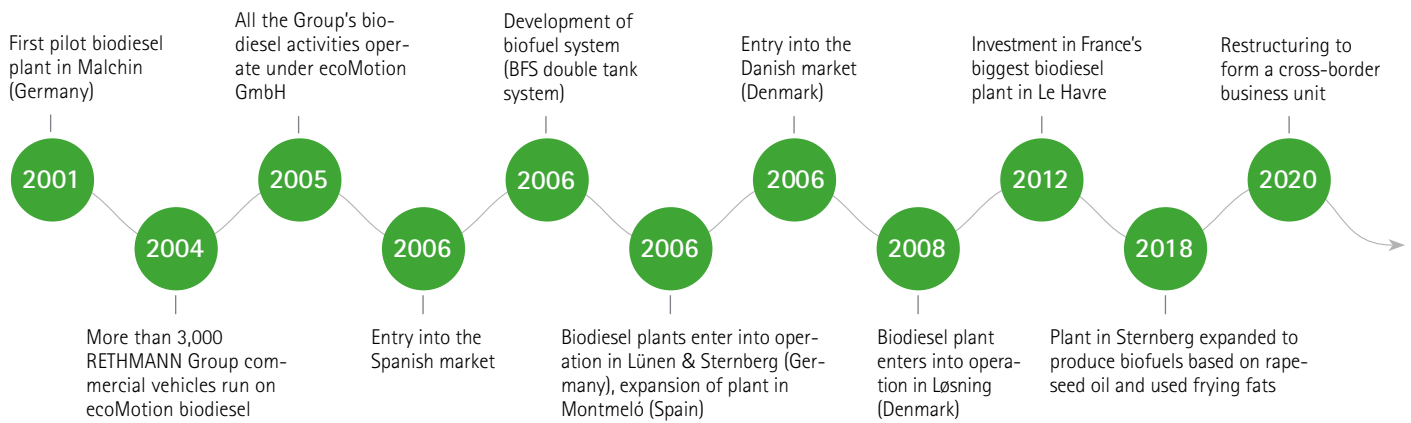 First pilot biodiesel
plant in Malchin
(Germany)
2001
2004
More than 3,000
RETHMANN Group com-
mercial vehicles run on
ecoMotion biodiesel
All the Group’s bio-
diesel activities oper-
ate under ecoMotion
GmbH
2005
2006
Entry into the
Spanish market
Development of
biofuel system
(BFS double tank
system)
2006
2006
Biodiesel plants enter into oper-
ation in Lünen & Sternberg (Ger-
many), expansion of plant in
Montmeló (Spain)
Entry into the
Danish market
(Denmark)
2006
2008
Biodiesel plant
enters into opera-
tion in Løsning
(Denmark)
Investment in France’s
biggest biodiesel
plant in Le Havre
2012
2018
Plant in Sternberg expanded to
produce biofuels based on rape-
seed oil and used frying fats
Restructuring to
form a cross-border
business unit
2020